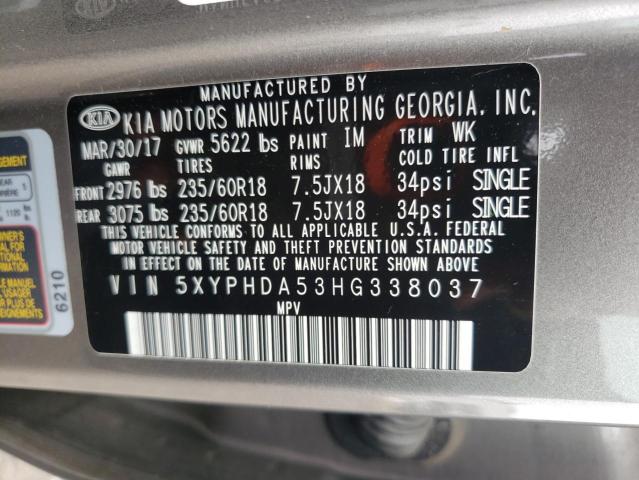 MANUFACTURED BY
KIA KIA MOTORS MANUFACTURING GEORGIA, INC.
MAR/30/17 GVWR 5622 lbs PAINT IM TRIM WK
GAWR TIRES RIMS COLD TIRE INFL
FRONT 2976 lbs 235/60R18 7.5JX18 34psi SINGLE
REAR 3075 lbs 235/60R18 7.5JX18 34psi SINGLE
THIS VEHICLE CONFORMS TO ALL APPLICABLE U.S.A. FEDERAL
MOTOR VEHICLE SAFETY AND THEFT PREVENTION STANDARDS
IN EFFECT ON THE DATE OF MANUFACTURE SHOWN ABOVE
VIN 5XYPHDA53HG338037
MPV
6210